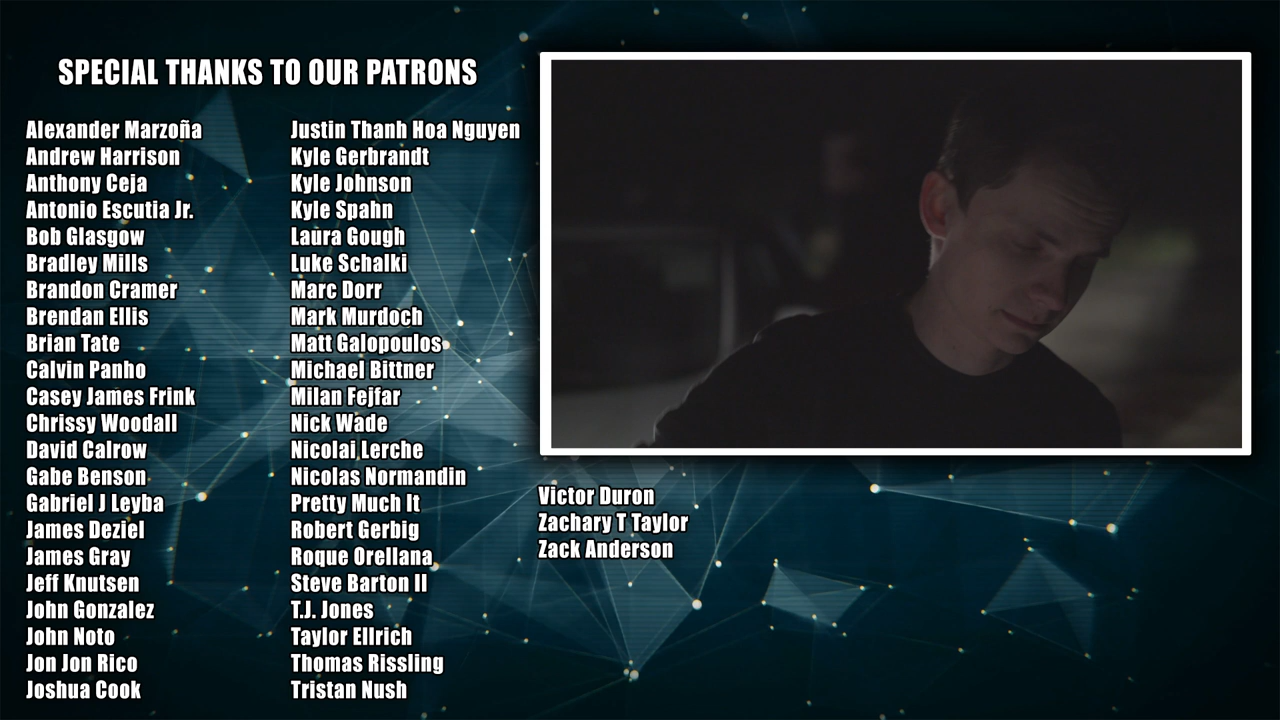 SPECIAL THANKS TO OUR PATRONS
Alexander Marzoña
Andrew Harrison
Anthony Ceja
Antonio Escutia Jr.
Bob Glasgow
Bradley Mills
Brandon Cramer
Brendan Ellis
Brian Tate
Calvin Panho
Casey James Frink
Chrissy Woodall
David Calrow
Gabe Benson
Gabriel J Leyba
James Deziel
James Gray
Jeff Knutsen
John Gonzalez
John Noto
Jon Jon Rico
Joshua Cook
Justin Thanh Hoa Nguyen
Kyle Gerbrandt
Kyle Johnson
Kyle Spahn
Laura Gough
Luke Schalki
Marc Dorr
Mark Murdoch
Matt Galopoulos
Michael Bittner
Milan Fejfar
Nick Wade
Nicolai Lerche
Nicolas Normandin
Pretty Much It
Robert Gerbig
Roque Orellana
Steve Barton II
T.J. Jones
Taylor Ellrich
Thomas Rissling
Tristan Nush
Victor Duron
Zachary T Taylor
Zack Anderson